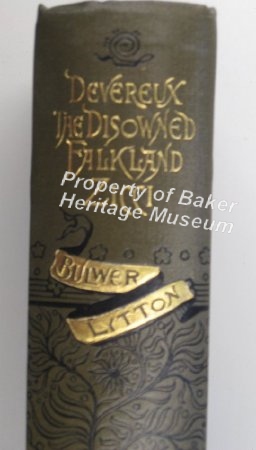 DEVEREUX
THE DISOWNED
FALKLAND
Property of Baker
Heritage Museum
BULWER
LYTTON